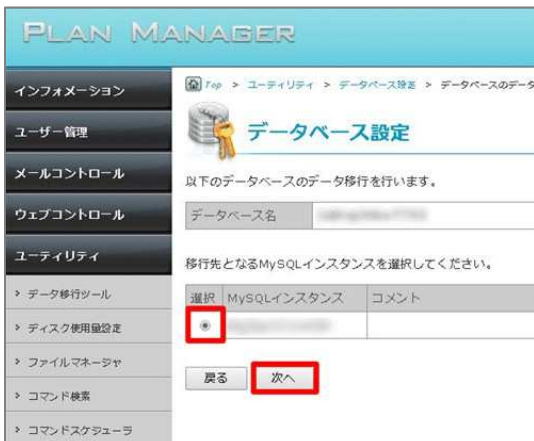 PLAN MANAGER
インフォメーション
ユーザー管理
メールコントロール
ウェブコントロール
ユーティリティ
> データ移行ツール
> ディスク使用量設定
> ファイルマネージャ
> コマンド検索
> コマンドスケジューラ
Top > ユーティリティ > データベース設定 > データベースのデータ
データベース設定
以下のデータベースのデータ移行を行います。
データベース名
移行先となるMySQLインスタンスを選択してください。
選択 MySQLインスタンス コメント
戻る 次へ